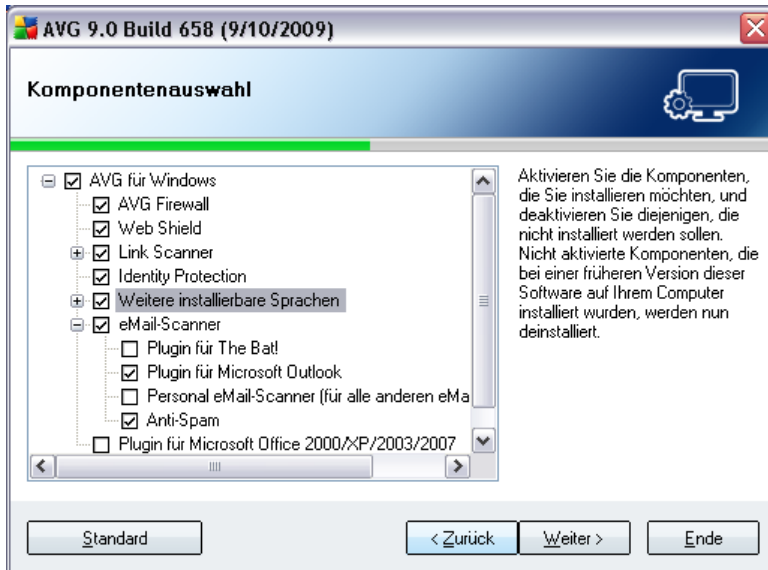 AVG 9.0 Build 658 (9/10/2009)
Komponentenauswahl
AVG für Windows
AVG Firewall
Web Shield
Link Scanner
Identity Protection
Weitere installierbare Sprachen
eMail-Scanner
Plugin für The Bat!
Plugin für Microsoft Outlook
Personal eMail-Scanner (für alle anderen eMa
Anti-Spam
Plugin für Microsoft Office 2000/XP/2003/2007
Aktivieren Sie die Komponenten,
die Sie installieren möchten, und
deaktivieren Sie diejenigen, die
nicht installiert werden sollen.
Nicht aktivierte Komponenten, die
bei einer früheren Version dieser
Software auf Ihrem Computer
installiert wurden, werden nun
deinstalliert.
Standard
< Zurück
Weiter >
Ende